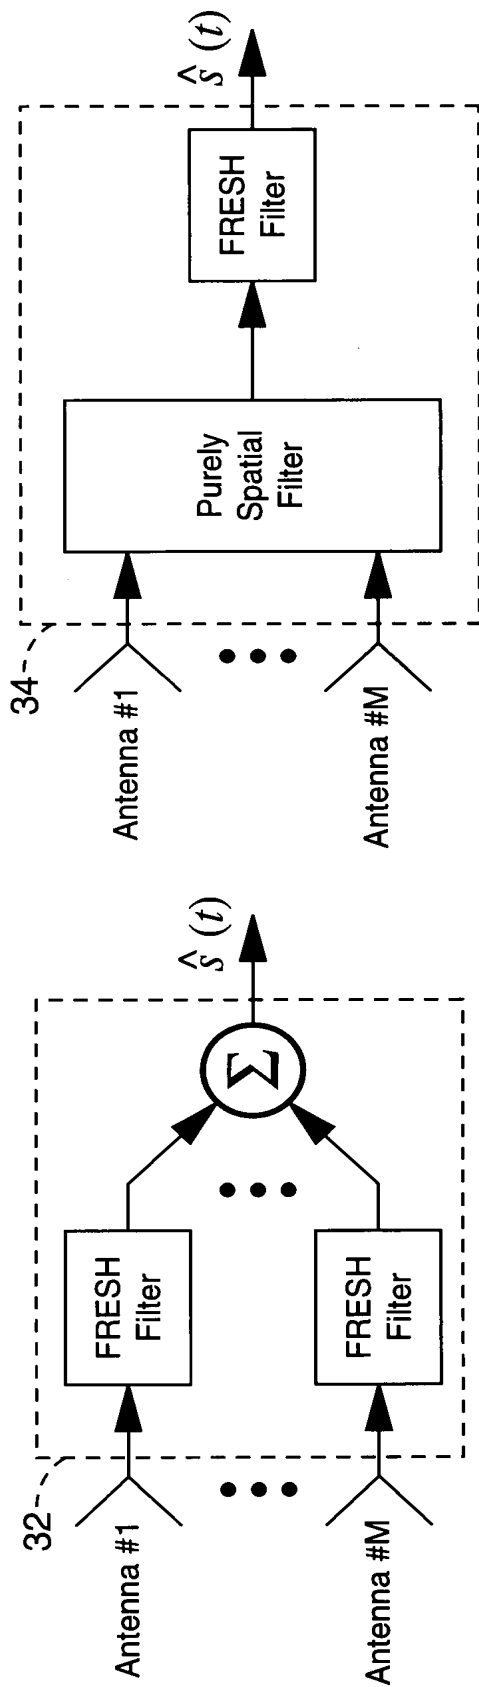 32
Antenna #1
Antenna #M
FRESH
Filter
FRESH
Filter
Σ
ŝ (t)
34
Antenna #1
Antenna #M
Purely
Spatial
Filter
FRESH
Filter
ŝ (t)